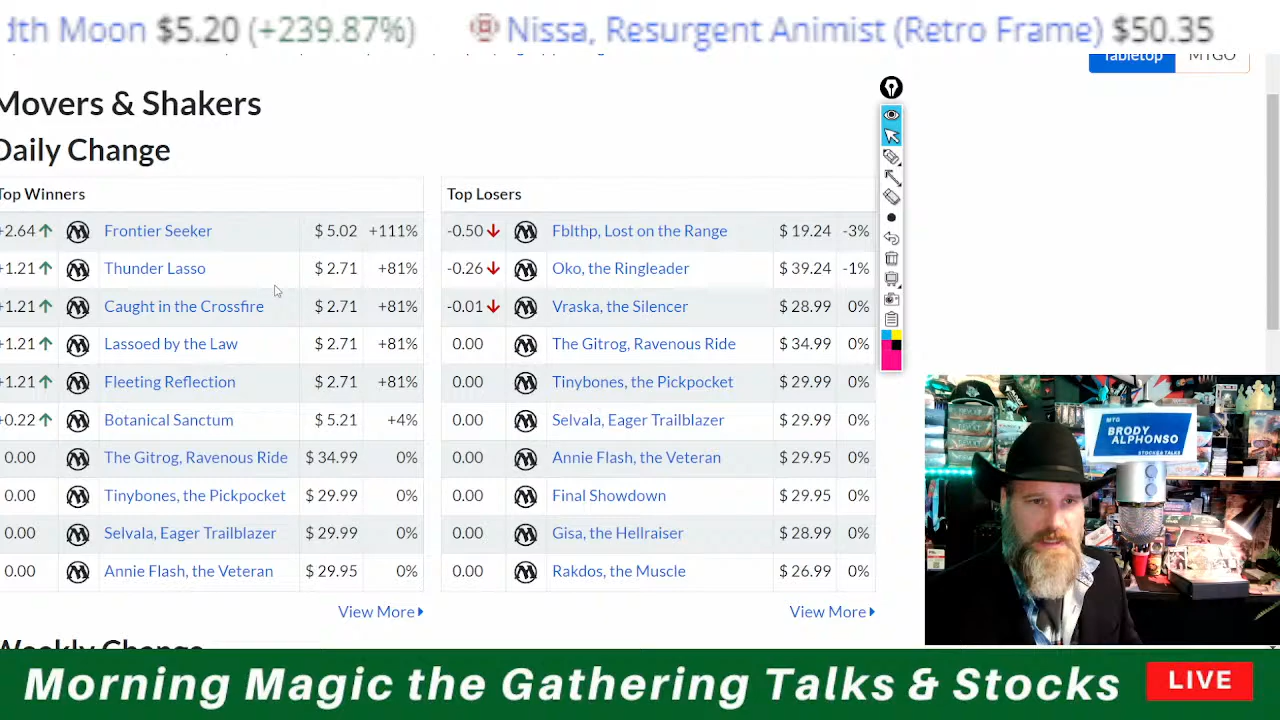 dth Moon $5.20 (+239.87%) Nissa, Resurgent Animist (Retro Frame) $50.35
Tabletop MTGO
Movers & Shakers
Daily Change
Top Winners
+2.64 Frontier Seeker $ 5.02 +111%
+1.21 Thunder Lasso $ 2.71 +81%
+1.21 Caught in the Crossfire $ 2.71 +81%
+1.21 Lassoed by the Law $ 2.71 +81%
+1.21 Fleeting Reflection $ 2.71 +81%
+0.22 Botanical Sanctum $ 5.21 +4%
0.00 The Gitrog, Ravenous Ride $ 34.99 0%
0.00 Tinybones, the Pickpocket $ 29.99 0%
0.00 Selvala, Eager Trailblazer $ 29.99 0%
0.00 Annie Flash, the Veteran $ 29.95 0%
View More
Top Losers
-0.50 Fblthp, Lost on the Range $ 19.24 -3%
-0.26 Oko, the Ringleader $ 39.24 -1%
-0.01 Vraska, the Silencer $ 28.99 0%
0.00 The Gitrog, Ravenous Ride $ 34.99 0%
0.00 Tinybones, the Pickpocket $ 29.99 0%
0.00 Selvala, Eager Trailblazer $ 29.99 0%
0.00 Annie Flash, the Veteran $ 29.95 0%
0.00 Final Showdown $ 29.95 0%
0.00 Gisa, the Hellraiser $ 28.99 0%
0.00 Rakdos, the Muscle $ 26.99 0%
View More
Weekly Change
MTG
BRODY
ALPHONSO
STOCKS & TALKS
Morning Magic the Gathering Talks & Stocks
LIVE